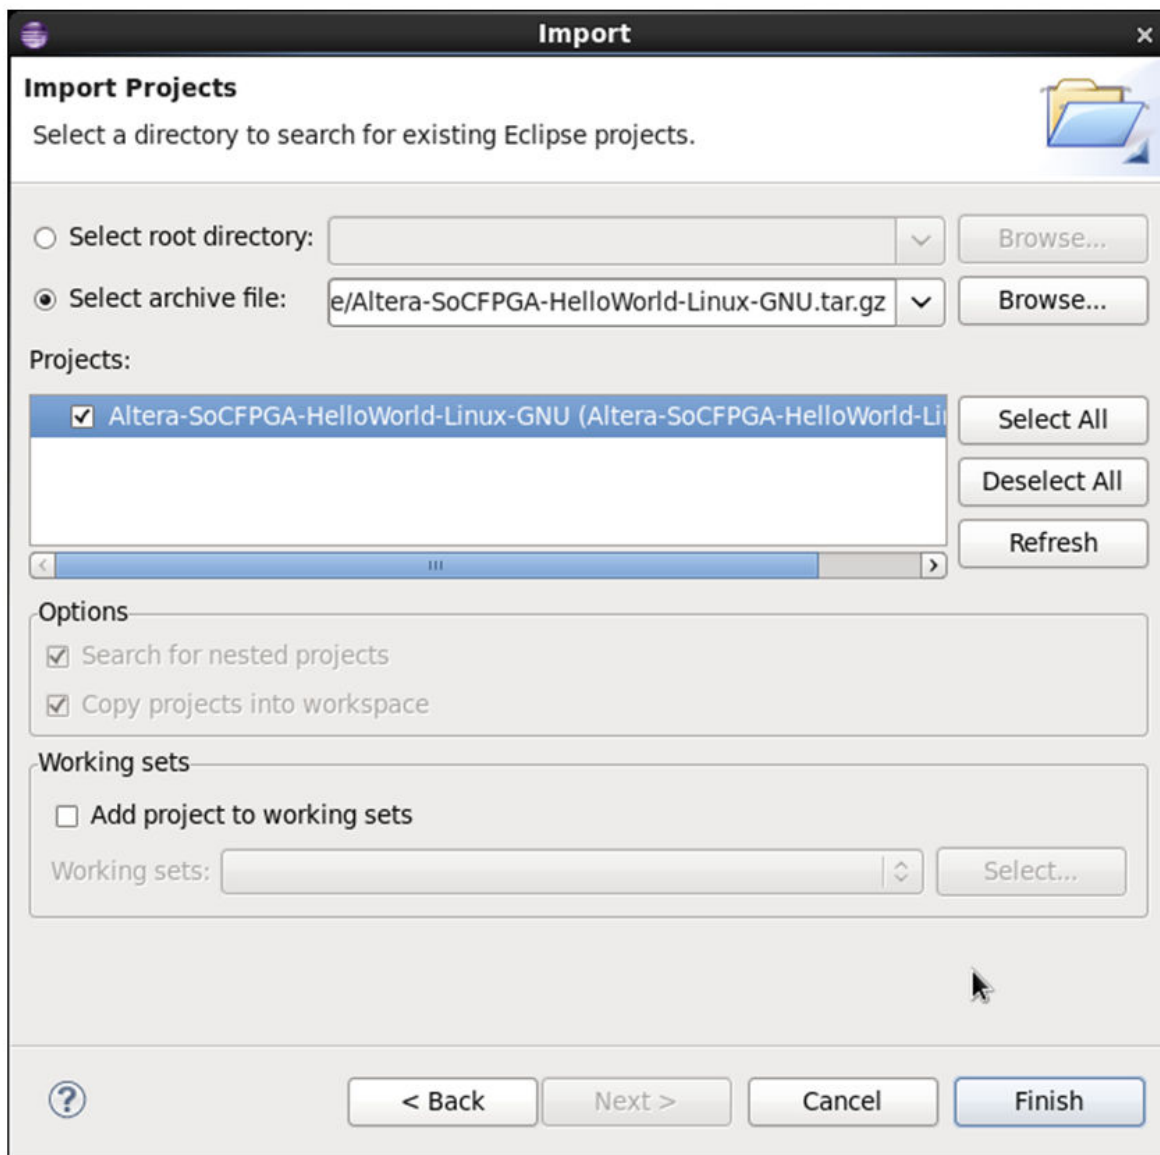 Import
Import Projects
Select a directory to search for existing Eclipse projects.
Select root directory: Browse...
Select archive file: e/Altera-SoCFPGA-HelloWorld-Linux-GNU.tar.gz Browse...
Projects:
Altera-SoCFPGA-HelloWorld-Linux-GNU (Altera-SoCFPGA-HelloWorld-Li
Select All
Deselect All
Refresh
Options
Search for nested projects
Copy projects into workspace
Working sets
Add project to working sets
Working sets: Select...
? < Back Next > Cancel Finish